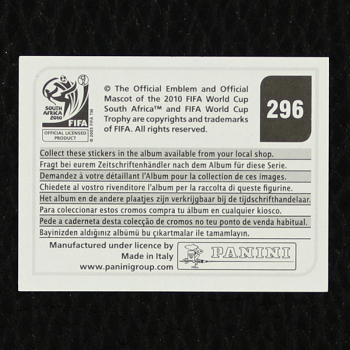 SOUTH AFRICA
2010
FIFA
OFFICIAL LICENSED
PRODUCT
© The Official Emblem and Official
Mascot of the 2010 FIFA World Cup
South Africa™ and FIFA World Cup
Trophy are copyrights and trademarks
of FIFA. All rights reserved.
296
Collect these stickers in the album available from your local shop.
Fragt bei eurem Zeitschriftenhändler nach dem Album für diese Serie.
Demandez à votre détaillant l'Album pour la collection de ces images.
Chiedete al vostro rivenditore l'album per la raccolta di queste figurine.
Het album en de andere plaatjes zijn verkrijgbaar bij de tijdschrifthandelaar.
Para coleccionar estos cromos compra tu álbum en cualquier kiosco.
Pede a caderneta desta colecção de cromos no teu ponto de venda habitual.
Bayinizden aldığınız albümü bu çıkartmalar ile tamamlayın.
Manufactured under licence by
Made in Italy
www.paninigroup.com
PANINI